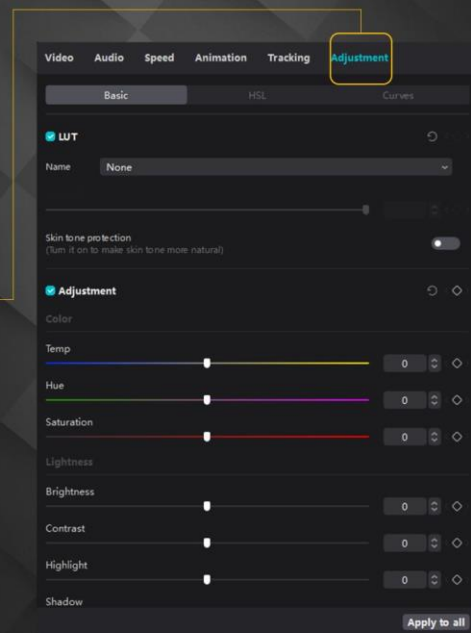 Video Audio Speed Animation Tracking Adjustment
Basic HSL Curves
LUT
Name None
Skin tone protection
(Turn it on to make skin tone more natural)
Adjustment
Color
Temp
0
Hue
0
Saturation
0
Lightness
Brightness
0
Contrast
0
Highlight
0
Shadow
Apply to all